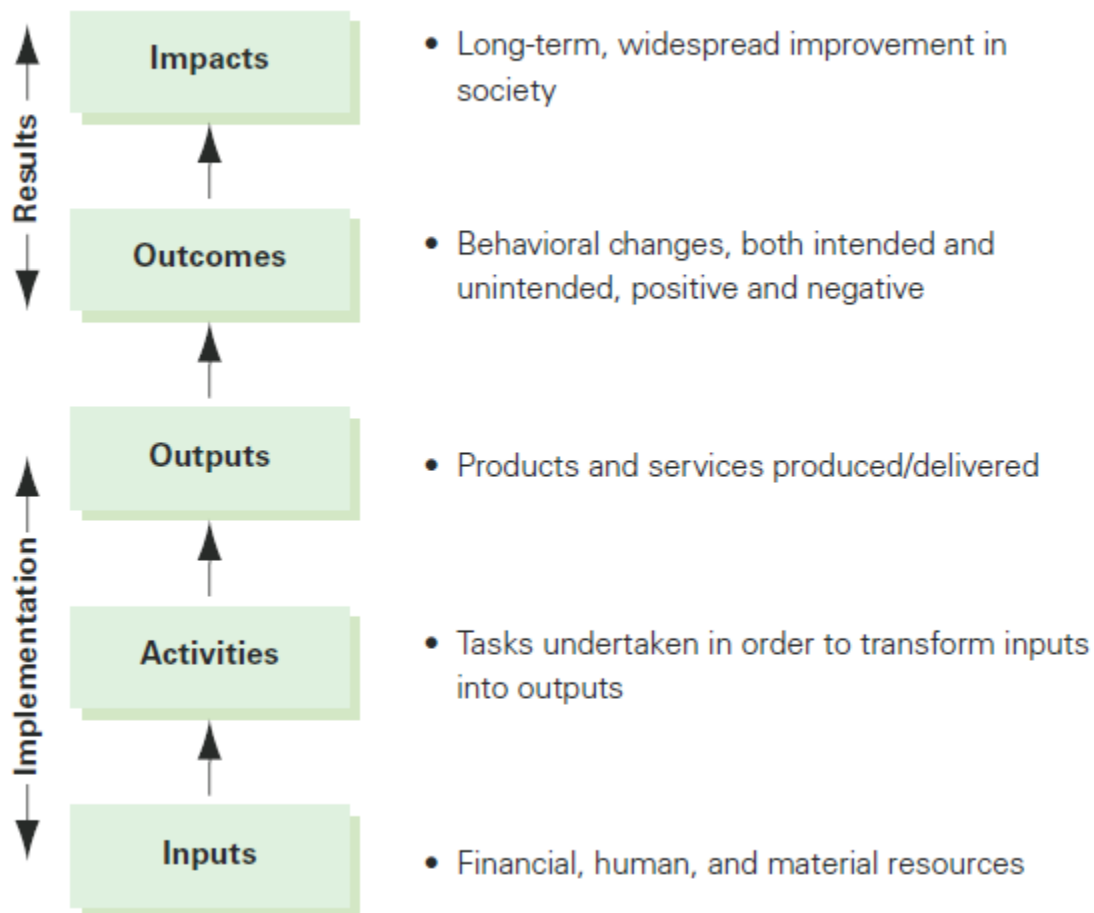 Impacts
• Long-term, widespread improvement in
society
Results
Outcomes
• Behavioral changes, both intended and
unintended, positive and negative
Outputs
• Products and services produced/delivered
Implementation
Activities
• Tasks undertaken in order to transform inputs
into outputs
Inputs
• Financial, human, and material resources